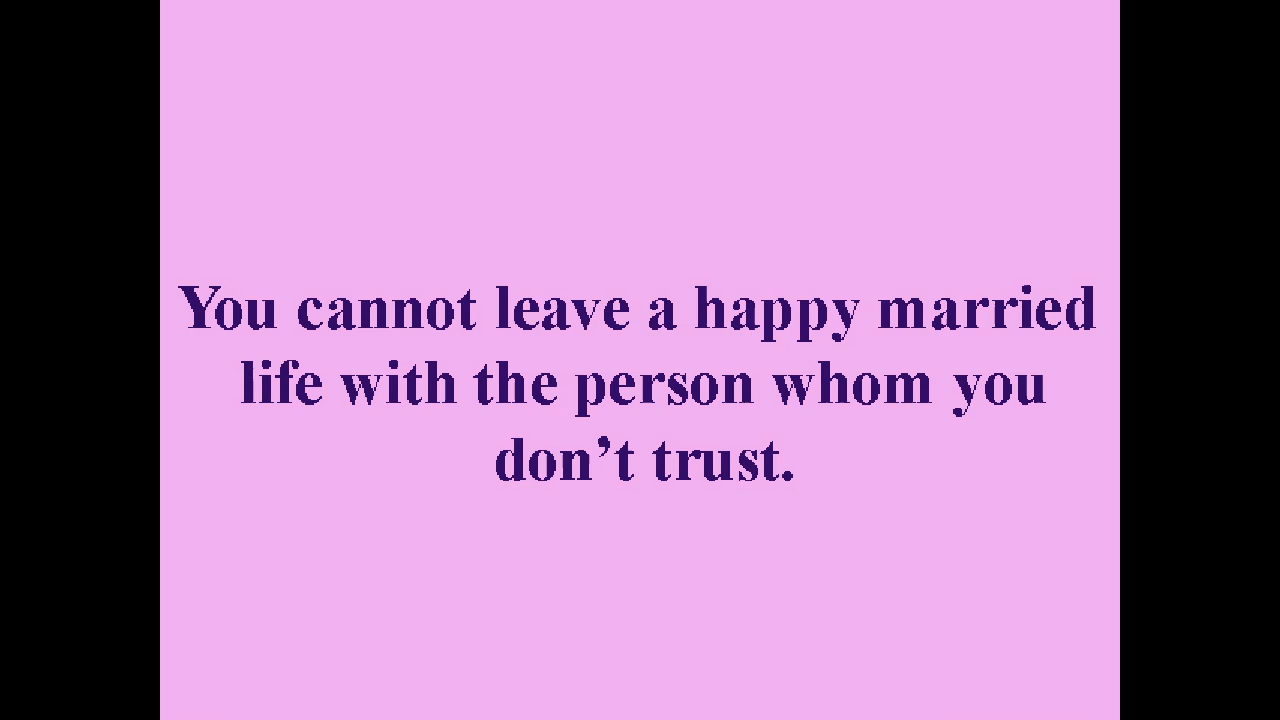 You cannot leave a happy married
life with the person whom you
don’t trust.